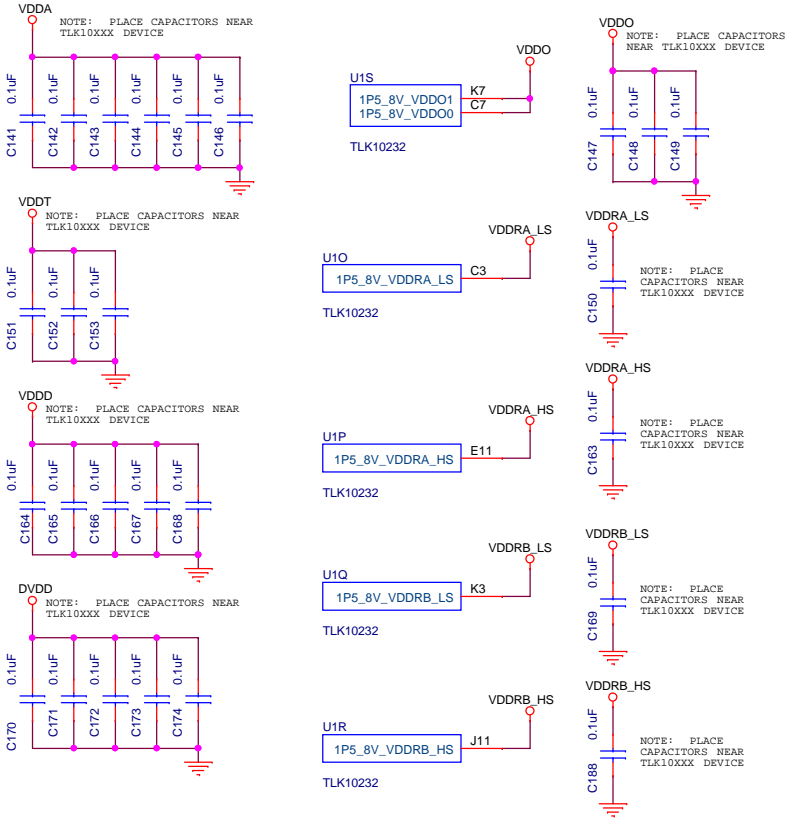 VDDA
NOTE: PLACE CAPACITORS NEAR
TLK10XXX DEVICE
0.1uF
0.1uF
0.1uF
0.1uF
0.1uF
0.1uF
C141
C142
C143
C144
C145
C146
VDDO
U1S
1P5_8V_VDDO1
1P5_8V_VDDO0
K7
C7
TLK10232
VDDO
NOTE: PLACE CAPACITORS
NEAR TLK10XXX DEVICE
0.1uF
0.1uF
0.1uF
C147
C148
C149
VDDT
NOTE: PLACE CAPACITORS NEAR
TLK10XXX DEVICE
0.1uF
0.1uF
0.1uF
C151
C152
C153
VDDRA_LS
U1O
1P5_8V_VDDRA_LS
C3
TLK10232
VDDRA_LS
0.1uF
C150
NOTE: PLACE
CAPACITORS NEAR
TLK10XXX DEVICE
VDDD
NOTE: PLACE CAPACITORS NEAR
TLK10XXX DEVICE
0.1uF
0.1uF
0.1uF
0.1uF
0.1uF
C164
C165
C166
C167
C168
VDDRA_HS
U1P
1P5_8V_VDDRA_HS
E11
TLK10232
VDDRA_HS
0.1uF
C163
NOTE: PLACE
CAPACITORS NEAR
TLK10XXX DEVICE
VDDRB_LS
U1Q
1P5_8V_VDDRB_LS
K3
TLK10232
VDDRB_LS
0.1uF
C169
NOTE: PLACE
CAPACITORS NEAR
TLK10XXX DEVICE
DVDD
NOTE: PLACE CAPACITORS NEAR
TLK10XXX DEVICE
0.1uF
0.1uF
0.1uF
0.1uF
0.1uF
C170
C171
C172
C173
C174
VDDRB_HS
U1R
1P5_8V_VDDRB_HS
J11
TLK10232
VDDRB_HS
0.1uF
C188
NOTE: PLACE
CAPACITORS NEAR
TLK10XXX DEVICE